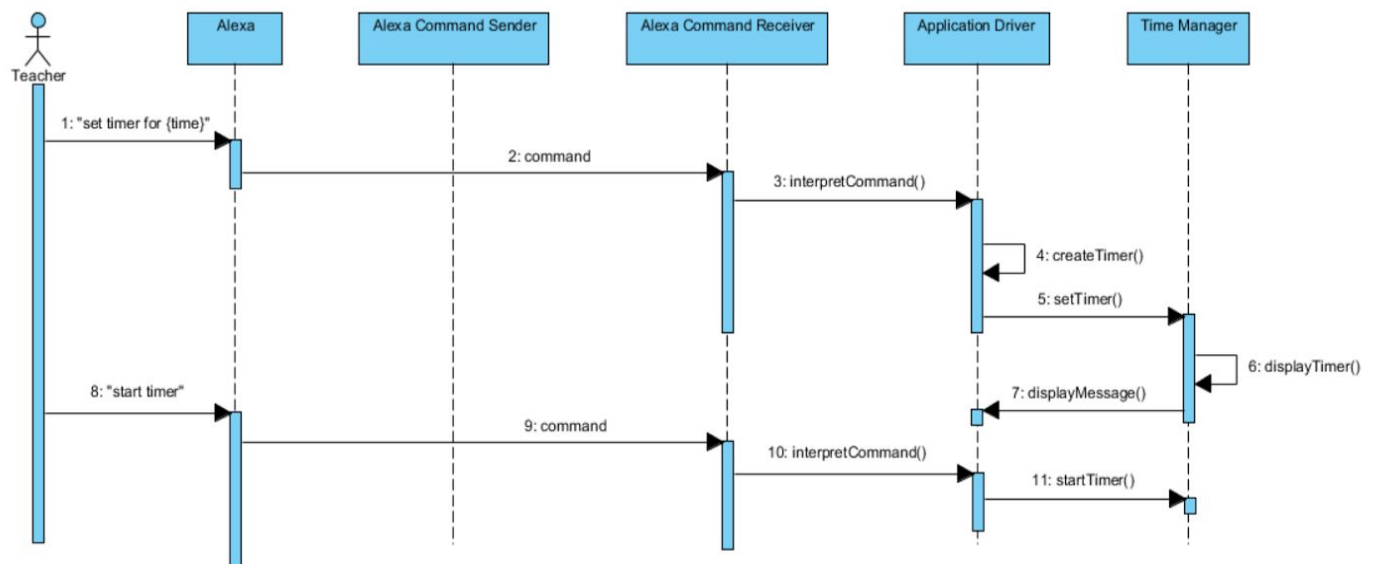 Alexa
Alexa Command Sender
Alexa Command Receiver
Application Driver
Time Manager
Teacher
1: "set timer for {time}"
2: command
3: interpretCommand()
4: createTimer()
5: setTimer()
6: displayTimer()
7: displayMessage()
8: "start timer"
9: command
10: interpretCommand()
11: startTimer()